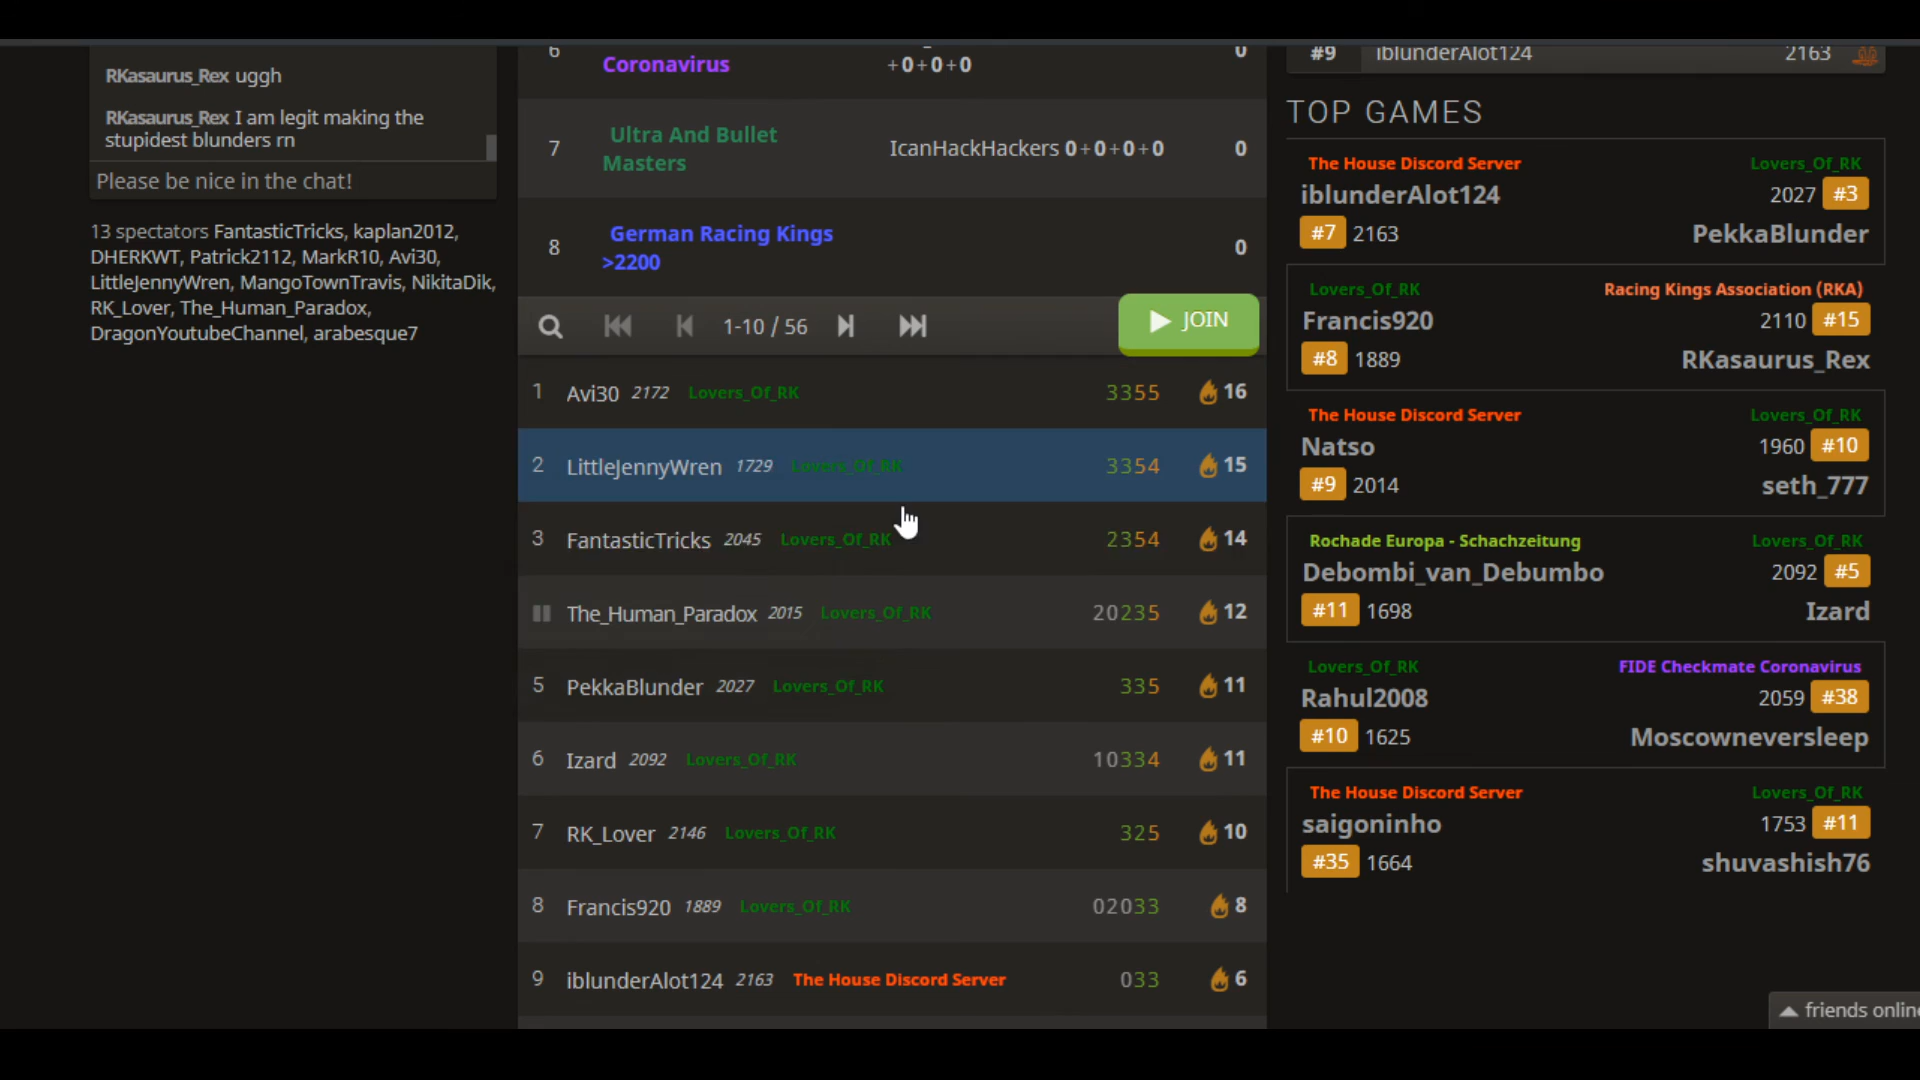 RKasaurus_Rex uggh
RKasaurus_Rex I am legit making the
stupidest blunders rn
Please be nice in the chat!
13 spectators FantasticTricks, kaplan2012,
DHERKWT, Patrick2112, MarkR10, Avi30,
LittleJennyWren, MangoTownTravis, NikitaDik,
RK_Lover, The_Human_Paradox,
DragonYoutubeChannel, arabesque7
6 0
Coronavirus +0+0+0
Ultra And Bullet
7 IcanHackHackers 0+0+0+0 0
Masters
German Racing Kings
8 0
>2200
1-10 / 56 JOIN
1 Avi30 2172 Lovers_Of_RK 3355 16
2 LittleJennyWren 1729 Lovers_Of_RK 3354 15
3 FantasticTricks 2045 Lovers_Of_RK 2354 14
The_Human_Paradox 2015 Lovers_Of_RK 20235 12
5 PekkaBlunder 2027 Lovers_Of_RK 335 11
6 Izard 2092 Lovers_Of_RK 10334 11
7 RK_Lover 2146 Lovers_Of_RK 325 10
8 Francis920 1889 Lovers_Of_RK 02033 8
9 iblunderAlot124 2163 The House Discord Server 033 6
#9 iblunderAlot124 2163
TOP GAMES
The House Discord Server Lovers_Of_RK
iblunderAlot124 2027 #3
#7 2163 PekkaBlunder
Lovers_Of_RK Racing Kings Association (RKA)
Francis920 2110 #15
#8 1889 RKasaurus_Rex
The House Discord Server Lovers_Of_RK
Natso 1960 #10
#9 2014 seth_777
Rochade Europa - Schachzeitung Lovers_Of_RK
Debombi_van_Debumbo 2092 #5
#11 1698 Izard
Lovers_Of_RK FIDE Checkmate Coronavirus
Rahul2008 2059 #38
#10 1625 Moscowneversleep
The House Discord Server Lovers_Of_RK
saigoninho 1753 #11
#35 1664 shuvashish76
friends online